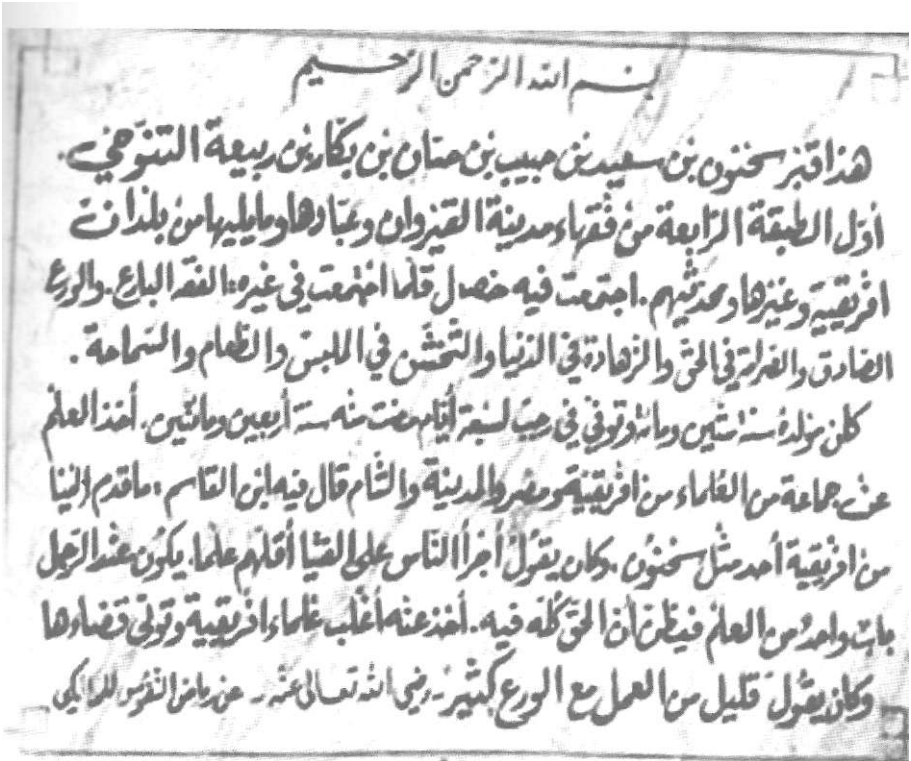 بسم الله الرحمن الرحيم
هذا قبر سحنون بن سعيد بن حبيب بن حسان بن بكار بن ربيعة التنوخي.
أول الطبقة الرابعة من فقهاء مدينة القيروان وعبادها وما يليها من بلدان
افريقية وغيرها ومحدثيهم. اجتمعت فيه خصال قلما اجتمعت في غيره: الفقه البارع. والورع
الصادق والصرامة في الحق والزهادة في الدنيا والتخشن في الملبس والطعام والسماحة.
كان مولده سنة ستين ومائة وتوفي في رجب لسبعة أيام مضت منه سنة أربعين ومائتين. أخذ العلم
عن جماعة من العلماء من افريقية ومصر والمدينة والشام قال فيه ابن القاسم: ما قدم إلينا
من افريقية أحد مثل سحنون. وكان يقول أجرأ الناس على الفتيا أقلهم علما. يكون عند الرجل
باب واحد من العلم فيظن أن الحق كله فيه. أخذ عنه أغلب علماء افريقية وتولى قضاءها
وكان يقول قليل من العمل مع الورع كثير. رضي الله تعالى عنه. عن رياض النفوس للمالكي